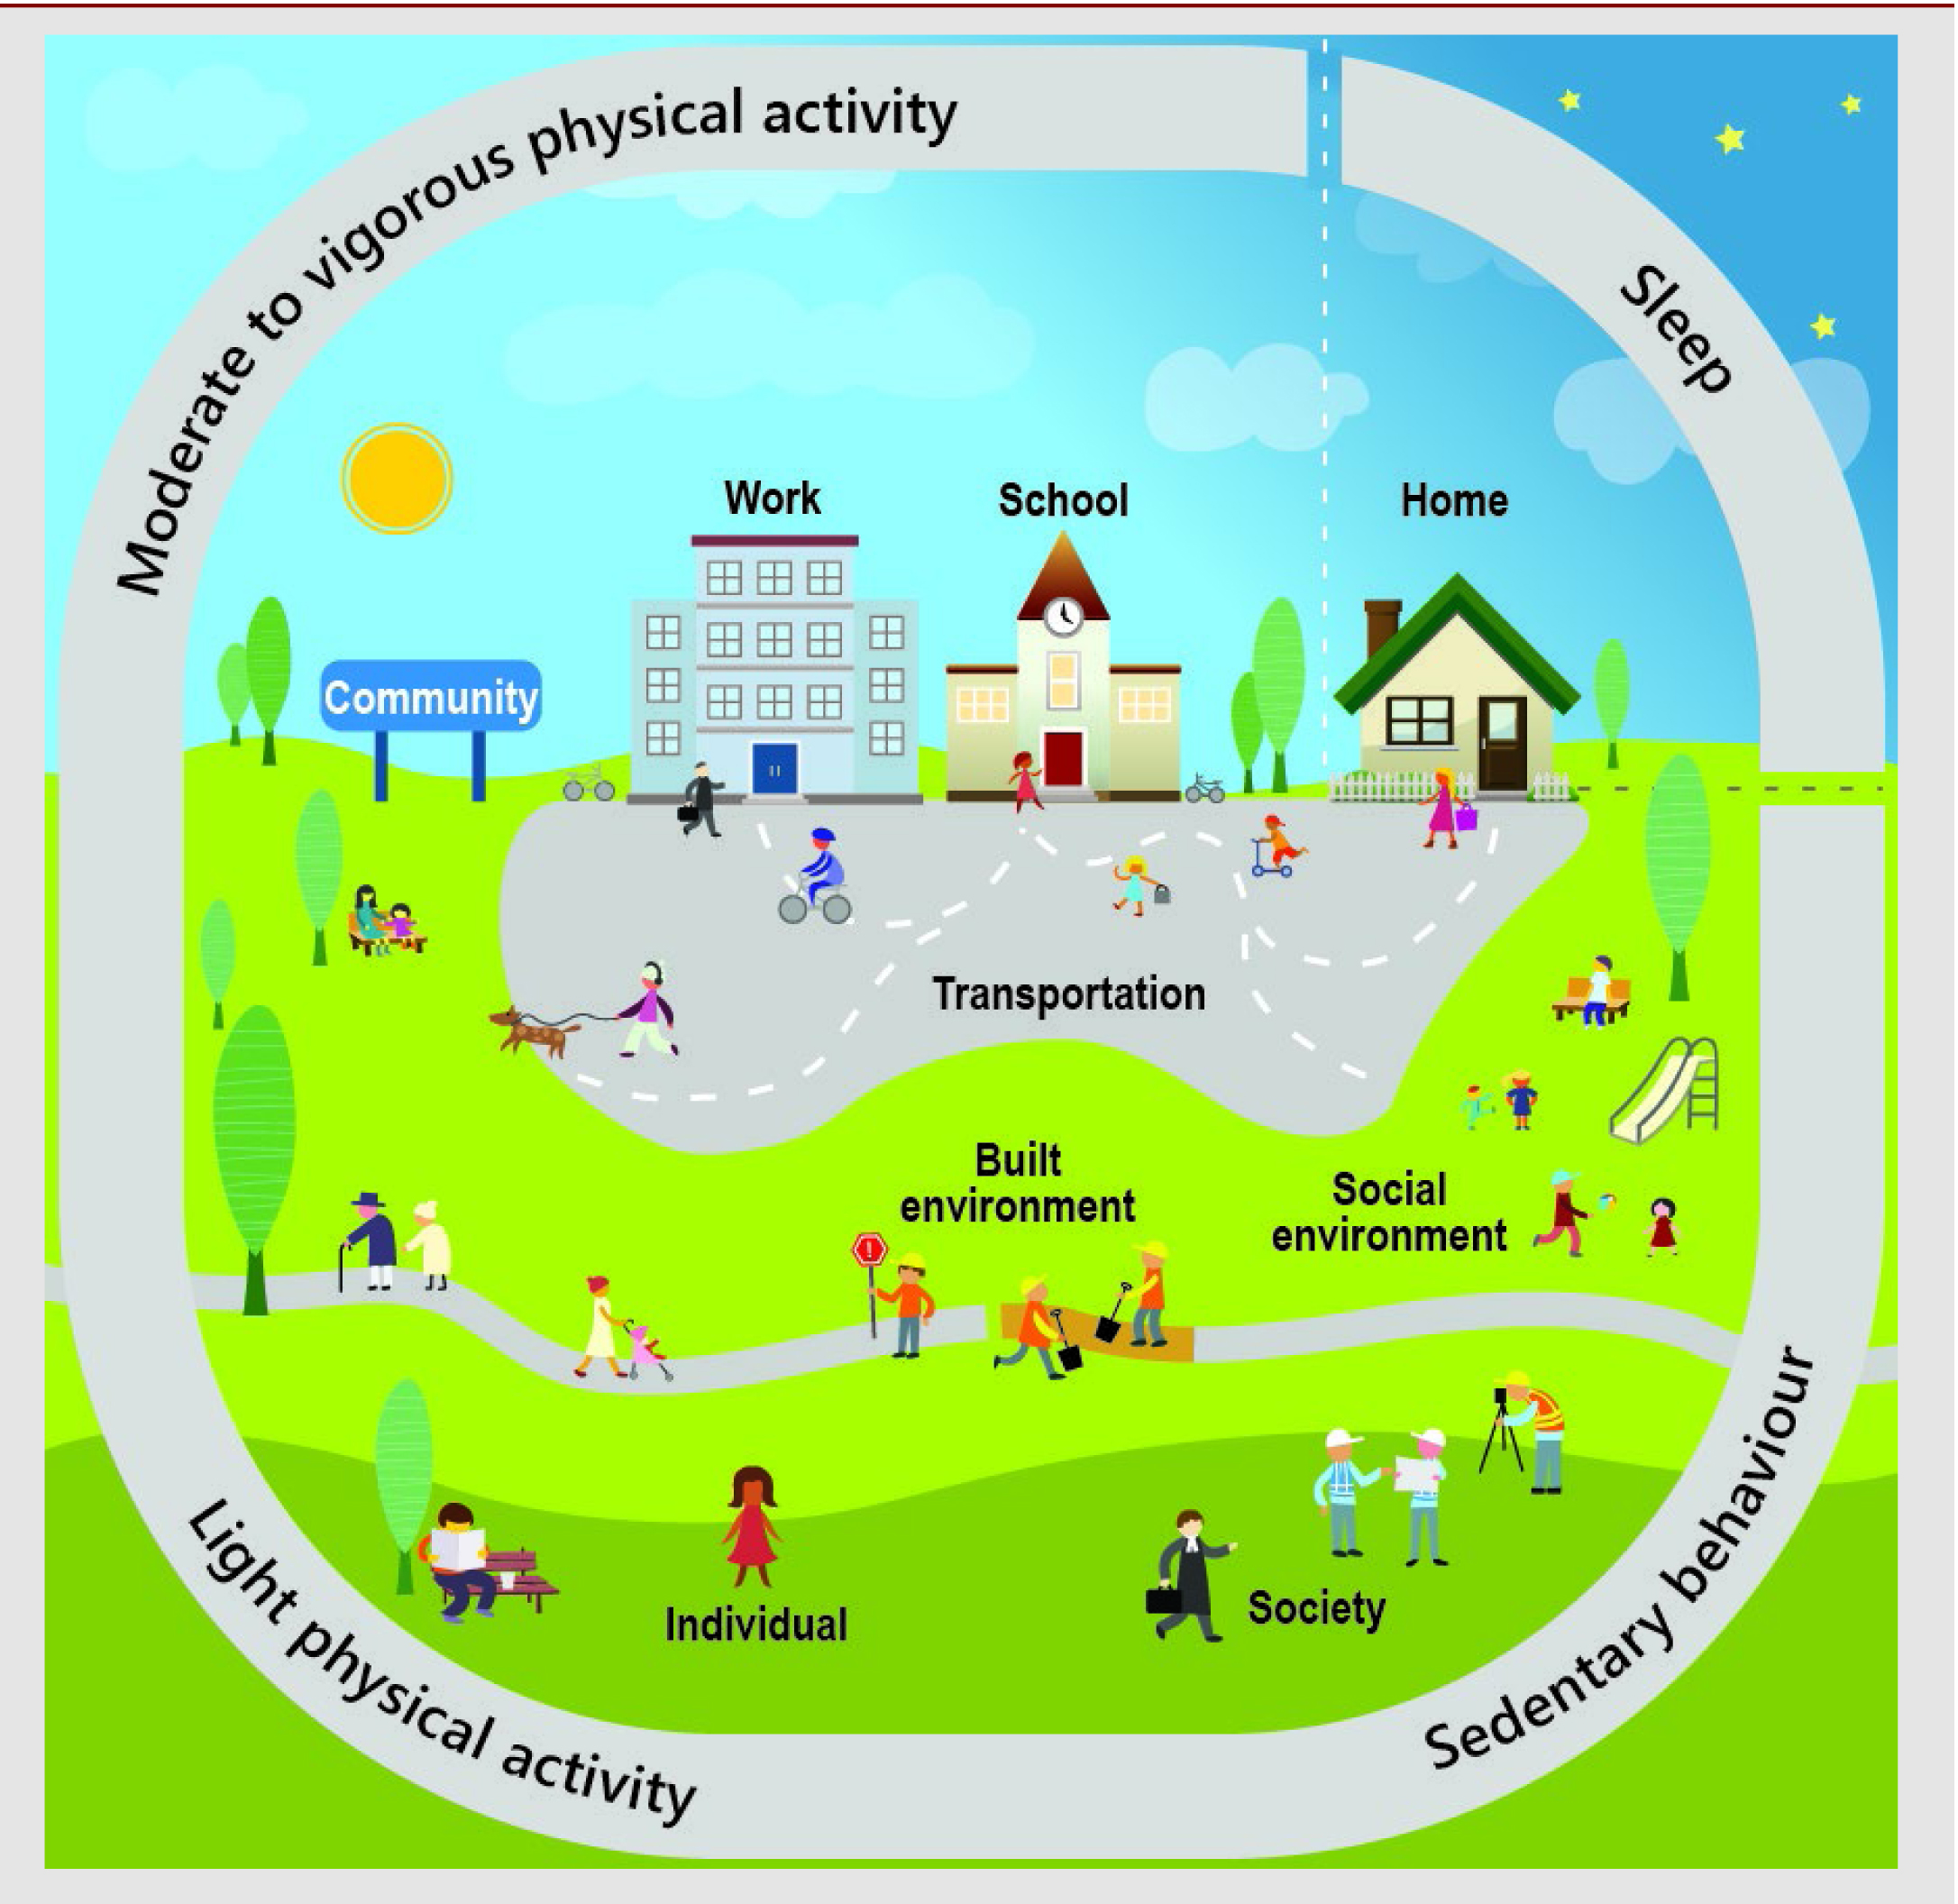 Moderate to vigorous physical activity
Sleep
Work
School
Home
Community
Transportation
Built
environment
Social
environment
!
Individual
Society
Light physical activity
Sedentary behaviour